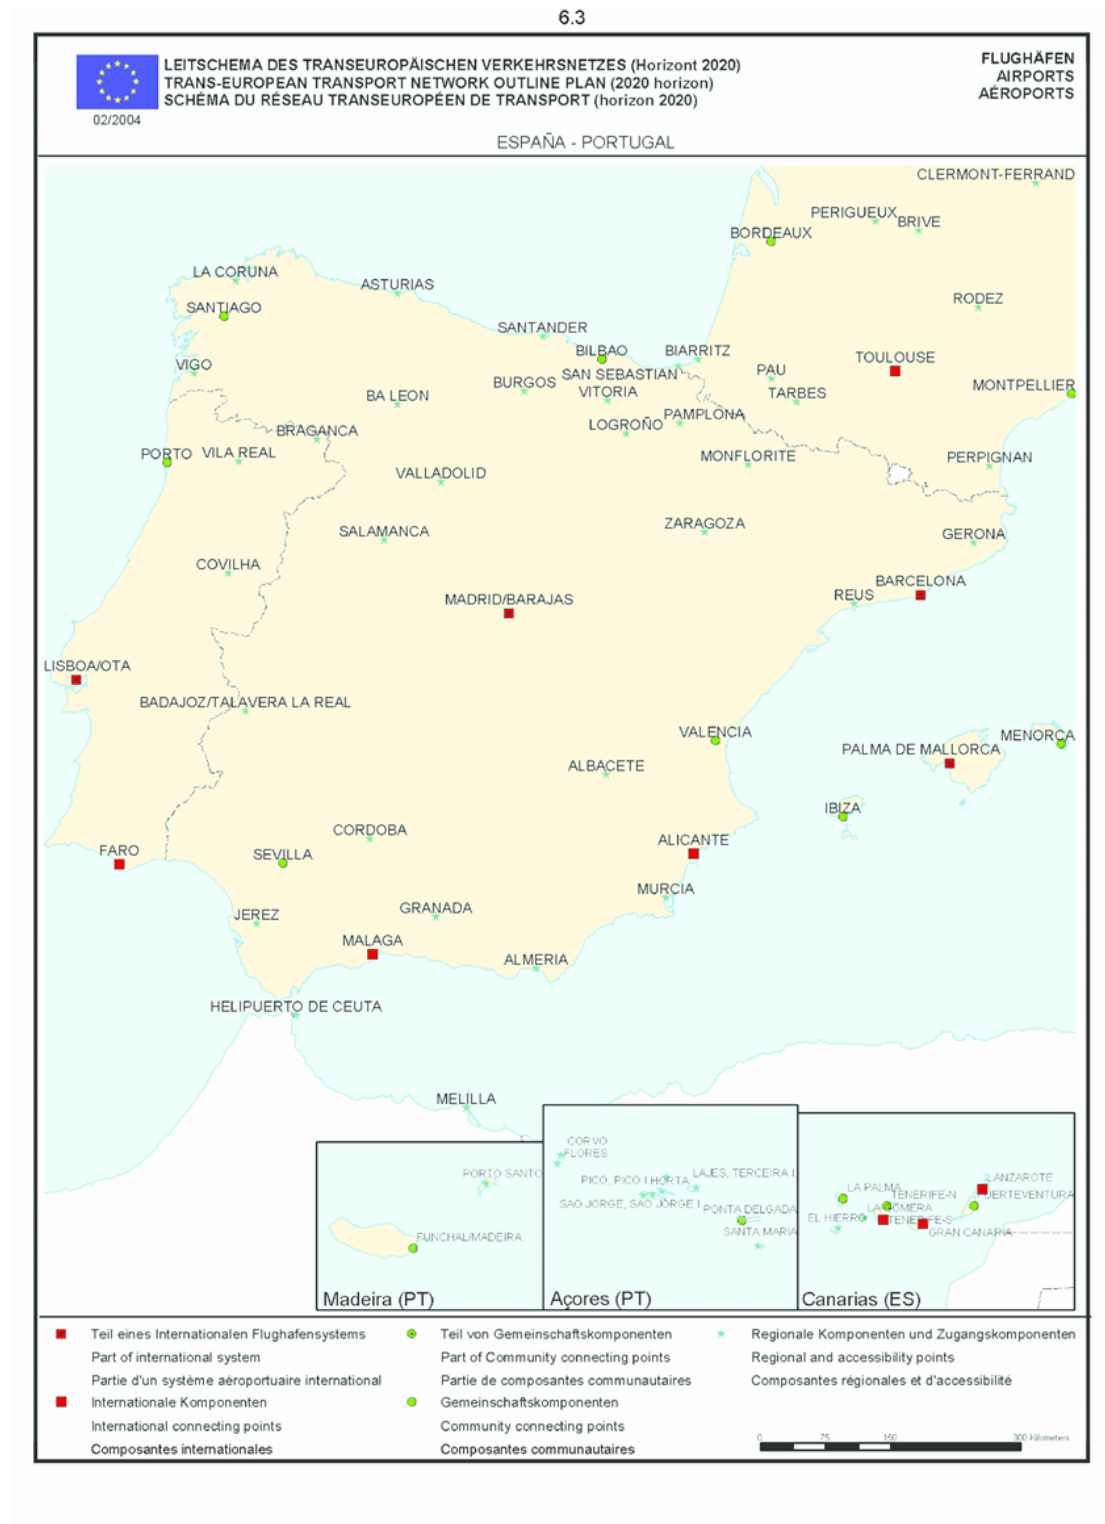 6.3
LEITSCHEMA DES TRANSEUROPÄISCHEN VERKEHRSNETZES (Horizont 2020)
TRANS-EUROPEAN TRANSPORT NETWORK OUTLINE PLAN (2020 horizon)
SCHÉMA DU RÉSEAU TRANSEUROPÉEN DE TRANSPORT (horizon 2020)
FLUGHÄFEN
AIRPORTS
AÉROPORTS
02/2004
ESPAÑA - PORTUGAL
CLERMONT-FERRAND
PERIGUEUX
BRIVE
BORDEAUX
LA CORUNA
ASTURIAS
RODEZ
SANTIAGO
SANTANDER
BILBAO
BIARRITZ
TOULOUSE
VIGO
SAN SEBASTIAN
PAU
BURGOS
MONTPELLIER
VITORIA
TARBES
BA LEON
PAMPLONA
LOGROÑO
BRAGANCA
PORTO
VILA REAL
MONFLORITE
PERPIGNAN
VALLADOLID
ZARAGOZA
SALAMANCA
GERONA
COVILHA
BARCELONA
REUS
MADRID/BARAJAS
LISBOA/OTA
BADAJOZ/TALAVERA LA REAL
VALENCIA
MENORCA
PALMA DE MALLORCA
ALBACETE
IBIZA
CORDOBA
ALICANTE
FARO
SEVILLA
MURCIA
GRANADA
JEREZ
MALAGA
ALMERIA
HELIPUERTO DE CEUTA
MELILLA
PORTO SANTO
FUNCHAL/MADEIRA
Madeira (PT)
CORVO
FLORES
LAJES, TERCEIRA I.
PICO, PICO I
HORTA
SAO JORGE, SAO JORGE I
PONTA DELGADA
SANTA MARIA
Açores (PT)
LANZAROTE
LA PALMA
TENERIFE-N
FUERTEVENTURA
LA GOMERA
EL HIERRO
TENERIFE-S
GRAN CANARIA
Canarias (ES)
Teil eines Internationalen Flughafensystems
Part of international system
Partie d'un système aéroportuaire international
Internationale Komponenten
International connecting points
Composantes internationales
Teil von Gemeinschaftskomponenten
Part of Community connecting points
Partie de composantes communautaires
Gemeinschaftskomponenten
Community connecting points
Composantes communautaires
Regionale Komponenten und Zugangskomponenten
Regional and accessibility points
Composantes régionales et d'accessibilité
0 75 150 300 Kilometers